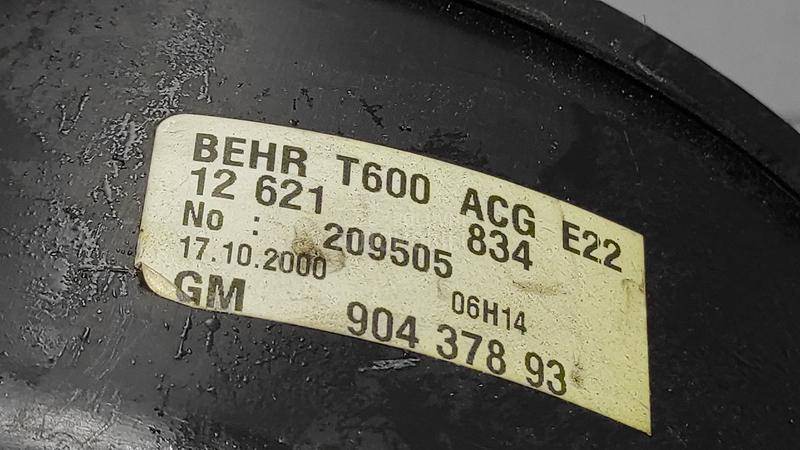 BEHR T600 ACG E22
12 621 834
No : 209505
17.10.2000 06H14
GM 904 378 93